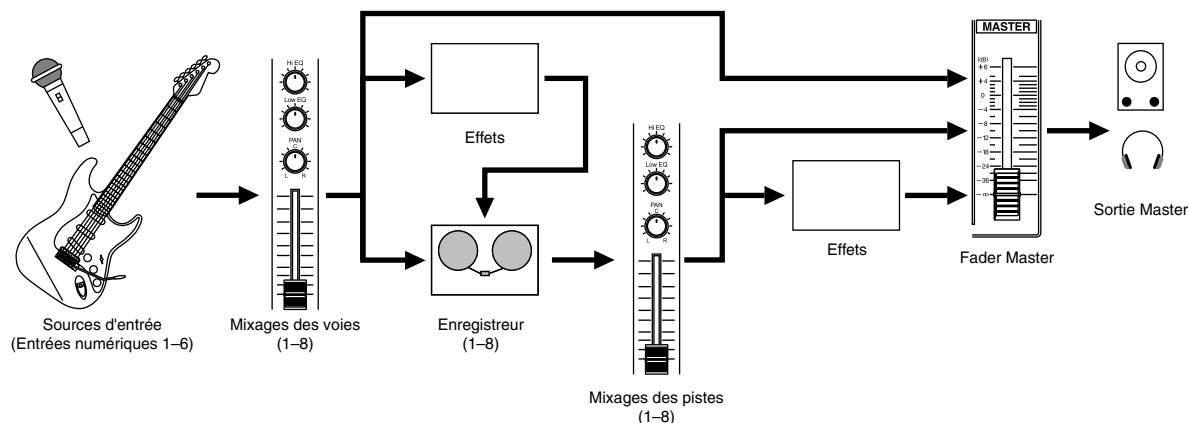 MASTER
(dB)
+6
+4
0
−4
−8
−12
−18
−24
−36
−∞
Hi EQ
Low EQ
PAN
C
L R
Effets
Hi EQ
Low EQ
PAN
C
L R
Effets
Sortie Master
Fader Master
Sources d'entrée
(Entrées numériques 1–6)
Mixages des voies
(1–8)
Enregistreur
(1–8)
Mixages des pistes
(1–8)